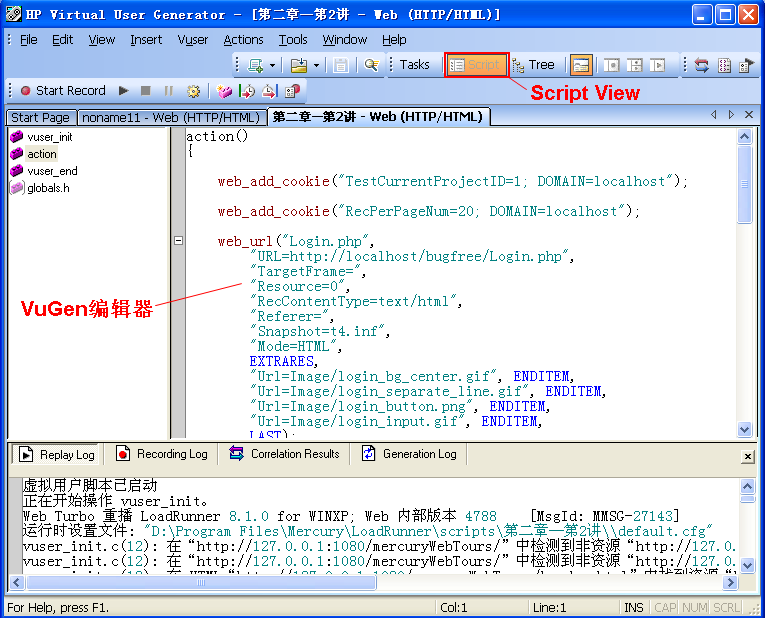 HP Virtual User Generator - [第二章—第2讲 - Web (HTTP/HTML)]
File Edit View Insert Vuser Actions Tools Window Help
Tasks Script Tree
Start Record
Script View
Start Page noname11 - Web (HTTP/HTML) 第二章—第2讲 - Web (HTTP/HTML)
vuser_init
action
vuser_end
globals.h
action()
{
web_add_cookie("TestCurrentProjectID=1; DOMAIN=localhost");
web_add_cookie("RecPerPageNum=20; DOMAIN=localhost");
web_url("Login.php",
"URL=http://localhost/bugfree/Login.php",
"TargetFrame=",
"Resource=0",
"RecContentType=text/html",
"Referer=",
"Snapshot=t4.inf",
"Mode=HTML",
EXTRARES,
"Url=Image/login_bg_center.gif", ENDITEM,
"Url=Image/login_separate_line.gif", ENDITEM,
"Url=Image/login_button.png", ENDITEM,
"Url=Image/login_input.gif", ENDITEM,
LAST);
VuGen编辑器
Replay Log Recording Log Correlation Results Generation Log
虚拟用户脚本已启动
正在开始操作 vuser_init。
Web Turbo 重播 LoadRunner 8.1.0 for WINXP; Web 内部版本 4788 [MsgId: MMSG-27143]
运行时设置文件: "D:\Program Files\Mercury\LoadRunner\scripts\第二章—第2讲\\default.cfg"
vuser_init.c(12): 在“http://127.0.0.1:1080/mercuryWebTours/”中检测到非资源“http://127.0.
vuser_init.c(12): 在“http://127.0.0.1:1080/mercuryWebTours/”中检测到非资源“http://127.0.
For Help, press F1. Col:1 Line:1 INS CAP NUM SCRL